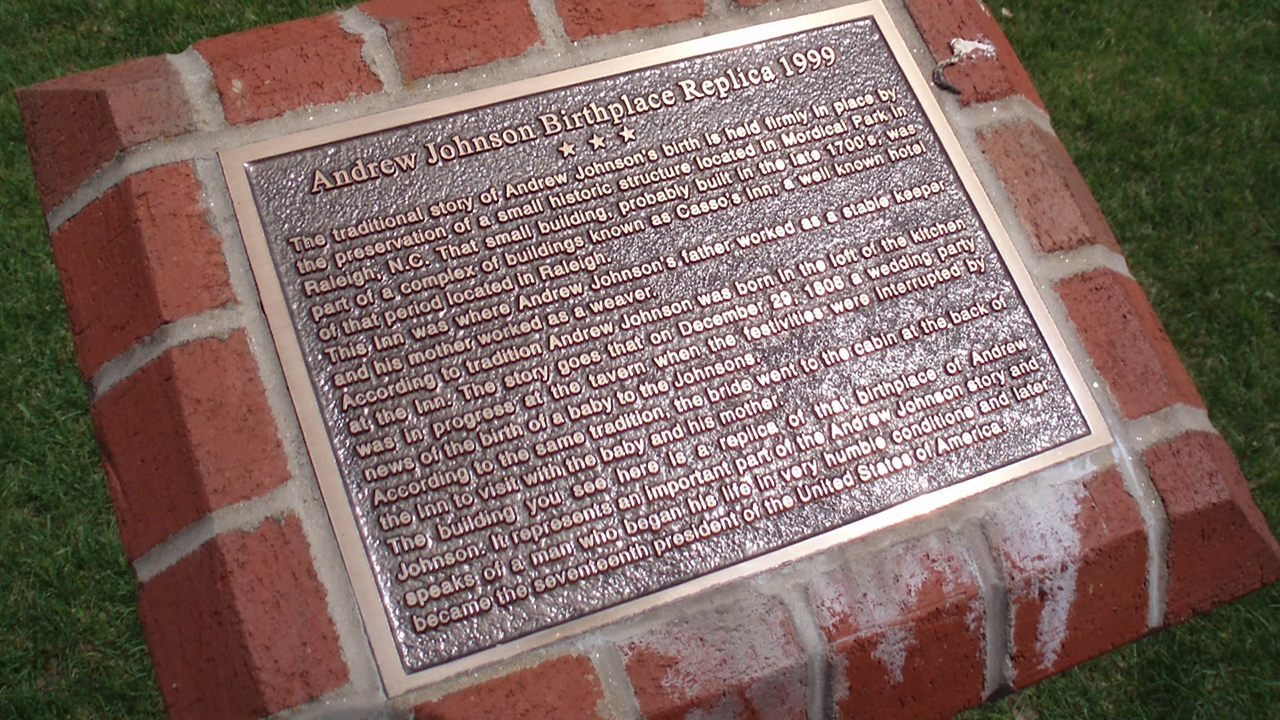 Andrew Johnson Birthplace Replica 1999
The traditional story of Andrew Johnson's birth is held firmly in place by
the preservation of a small historic structure located in Mordical Park in
Raleigh, N.C. That small building, probably built in the late 1700's, was
part of a complex of buildings known as Casso's Inn, a well known hotel
of that period located in Raleigh.
This Inn was where Andrew Johnson's father worked as a stable keeper
and his mother worked as a weaver.
According to tradition Andrew Johnson was born in the loft of the kitchen
at the Inn. The story goes that on December 29, 1808 a wedding party
was in progress at the tavern when the festivities were interrupted by
news of the birth of a baby to the Johnsons.
According to the same tradition, the bride went to the cabin at the back of
the Inn to visit with the baby and his mother.
The building you see here is a replica of that birthplace of Andrew
Johnson. It represents an important part of the Andrew Johnson story and
speaks of a man who began his life in very humble conditions and later
became the seventeenth president of the United States of America.